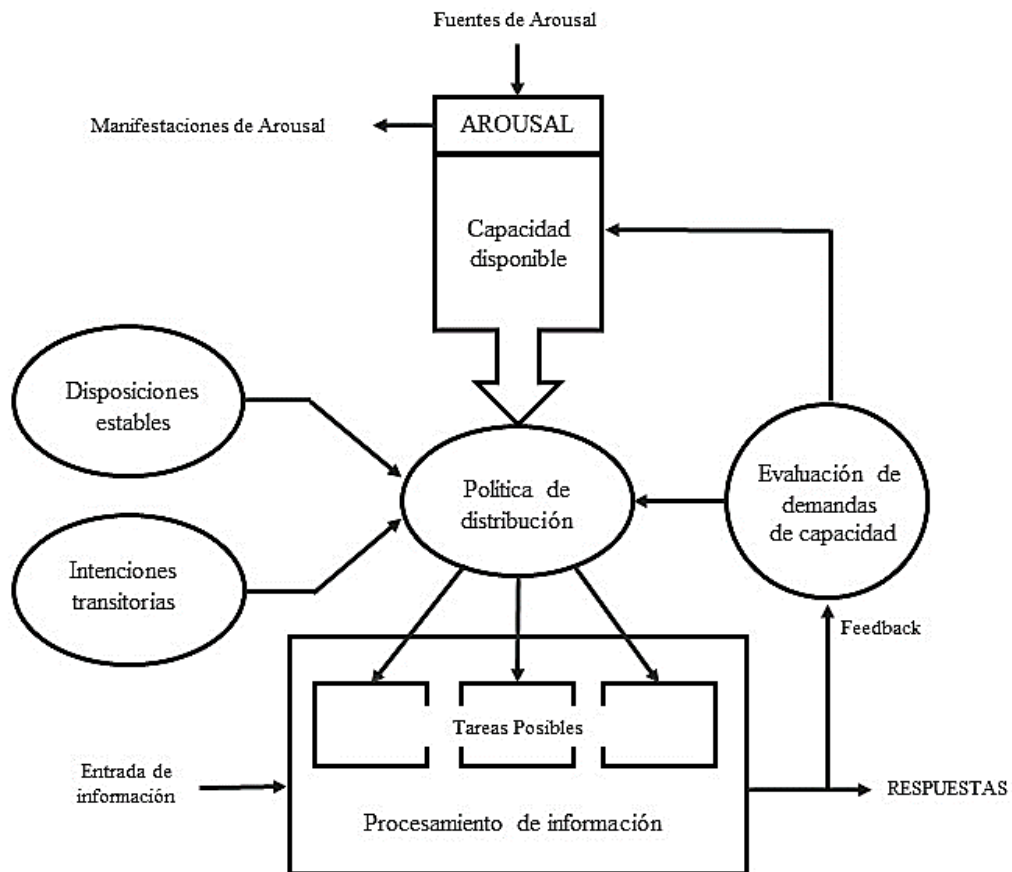 Fuentes de Arousal
Manifestaciones de Arousal
AROUSAL
Capacidad
disponible
Disposiciones
estables
Política de
distribución
Evaluación de
demandas
de capacidad
Intenciones
transitorias
Feedback
Tareas Posibles
Entrada de
información
RESPUESTAS
Procesamiento de información